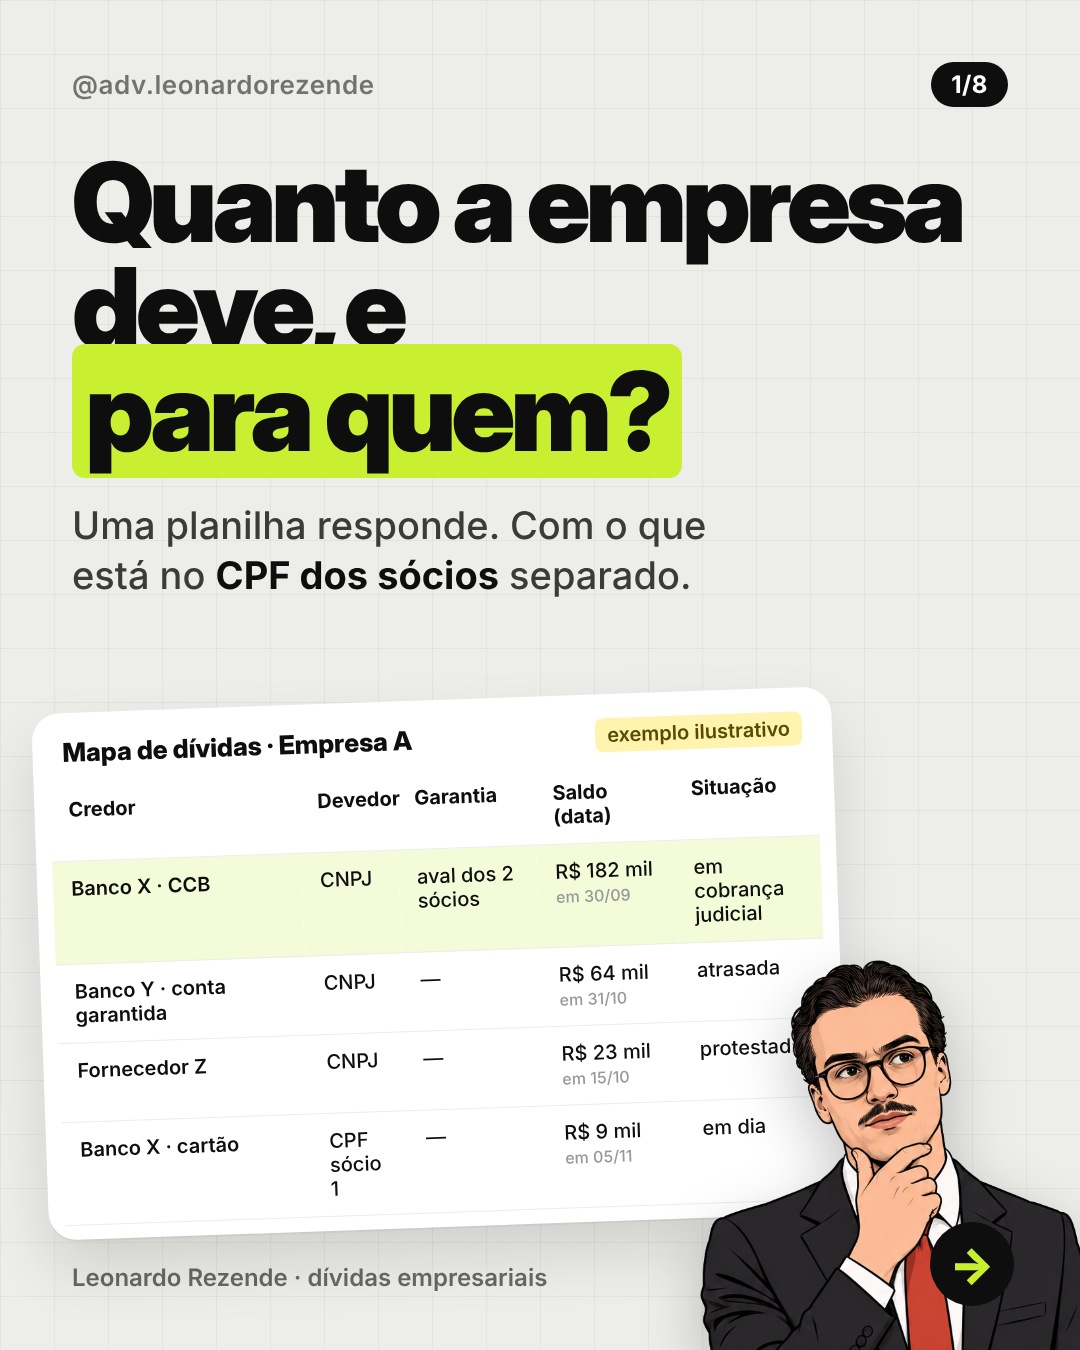 @adv.leonardorezende
1/8
Quanto a empresa
deve, e
para quem?
Uma planilha responde. Com o que
está no CPF dos sócios separado.
Mapa de dívidas · Empresa A
exemplo ilustrativo
Credor Devedor Garantia Saldo (data) Situação
Banco X · CCB CNPJ aval dos 2 sócios R$ 182 mil em 30/09 em cobrança judicial
Banco Y · conta garantida CNPJ — R$ 64 mil em 31/10 atrasada
Fornecedor Z CNPJ — R$ 23 mil em 15/10 protestad
Banco X · cartão CPF sócio 1 — R$ 9 mil em 05/11 em dia
Leonardo Rezende · dívidas empresariais